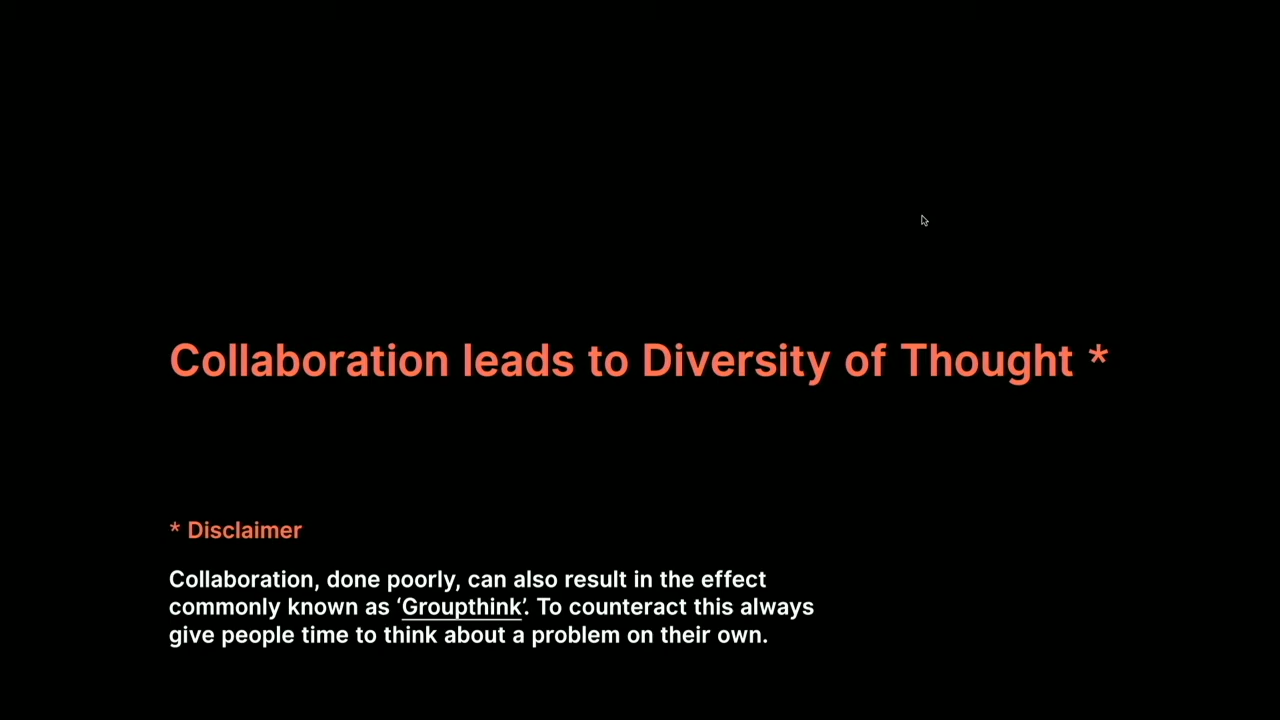 Collaboration leads to Diversity of Thought *
* Disclaimer
Collaboration, done poorly, can also result in the effect
commonly known as ‘Groupthink’. To counteract this always
give people time to think about a problem on their own.